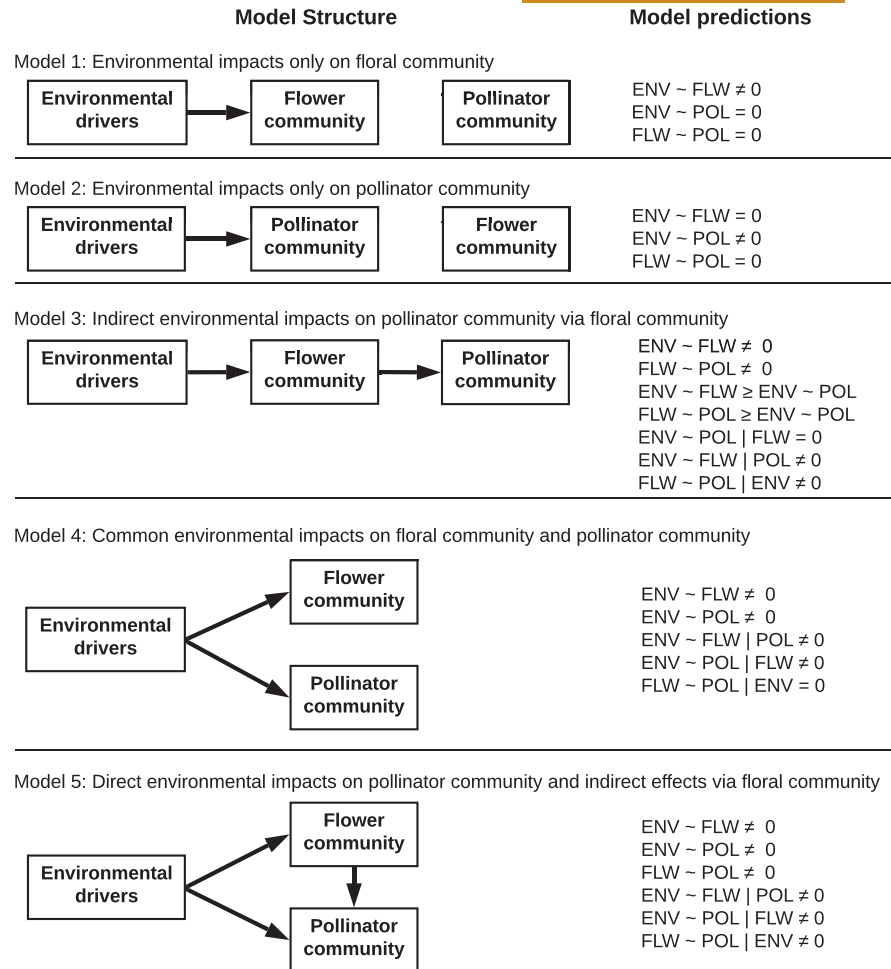 Model Structure
Model predictions
Model 1: Environmental impacts only on floral community
Environmental
drivers
Flower
community
Pollinator
community
ENV ~ FLW ≠ 0
ENV ~ POL = 0
FLW ~ POL = 0
Model 2: Environmental impacts only on pollinator community
Environmental
drivers
Pollinator
community
Flower
community
ENV ~ FLW = 0
ENV ~ POL ≠ 0
FLW ~ POL = 0
Model 3: Indirect environmental impacts on pollinator community via floral community
Environmental
drivers
Flower
community
Pollinator
community
ENV ~ FLW ≠ 0
FLW ~ POL ≠ 0
ENV ~ FLW ≥ ENV ~ POL
FLW ~ POL ≥ ENV ~ POL
ENV ~ POL | FLW = 0
ENV ~ FLW | POL ≠ 0
FLW ~ POL | ENV ≠ 0
Model 4: Common environmental impacts on floral community and pollinator community
Environmental
drivers
Flower
community
Pollinator
community
ENV ~ FLW ≠ 0
ENV ~ POL ≠ 0
ENV ~ FLW | POL ≠ 0
ENV ~ POL | FLW ≠ 0
FLW ~ POL | ENV = 0
Model 5: Direct environmental impacts on pollinator community and indirect effects via floral community
Environmental
drivers
Flower
community
Pollinator
community
ENV ~ FLW ≠ 0
ENV ~ POL ≠ 0
FLW ~ POL ≠ 0
ENV ~ FLW | POL ≠ 0
ENV ~ POL | FLW ≠ 0
FLW ~ POL | ENV ≠ 0